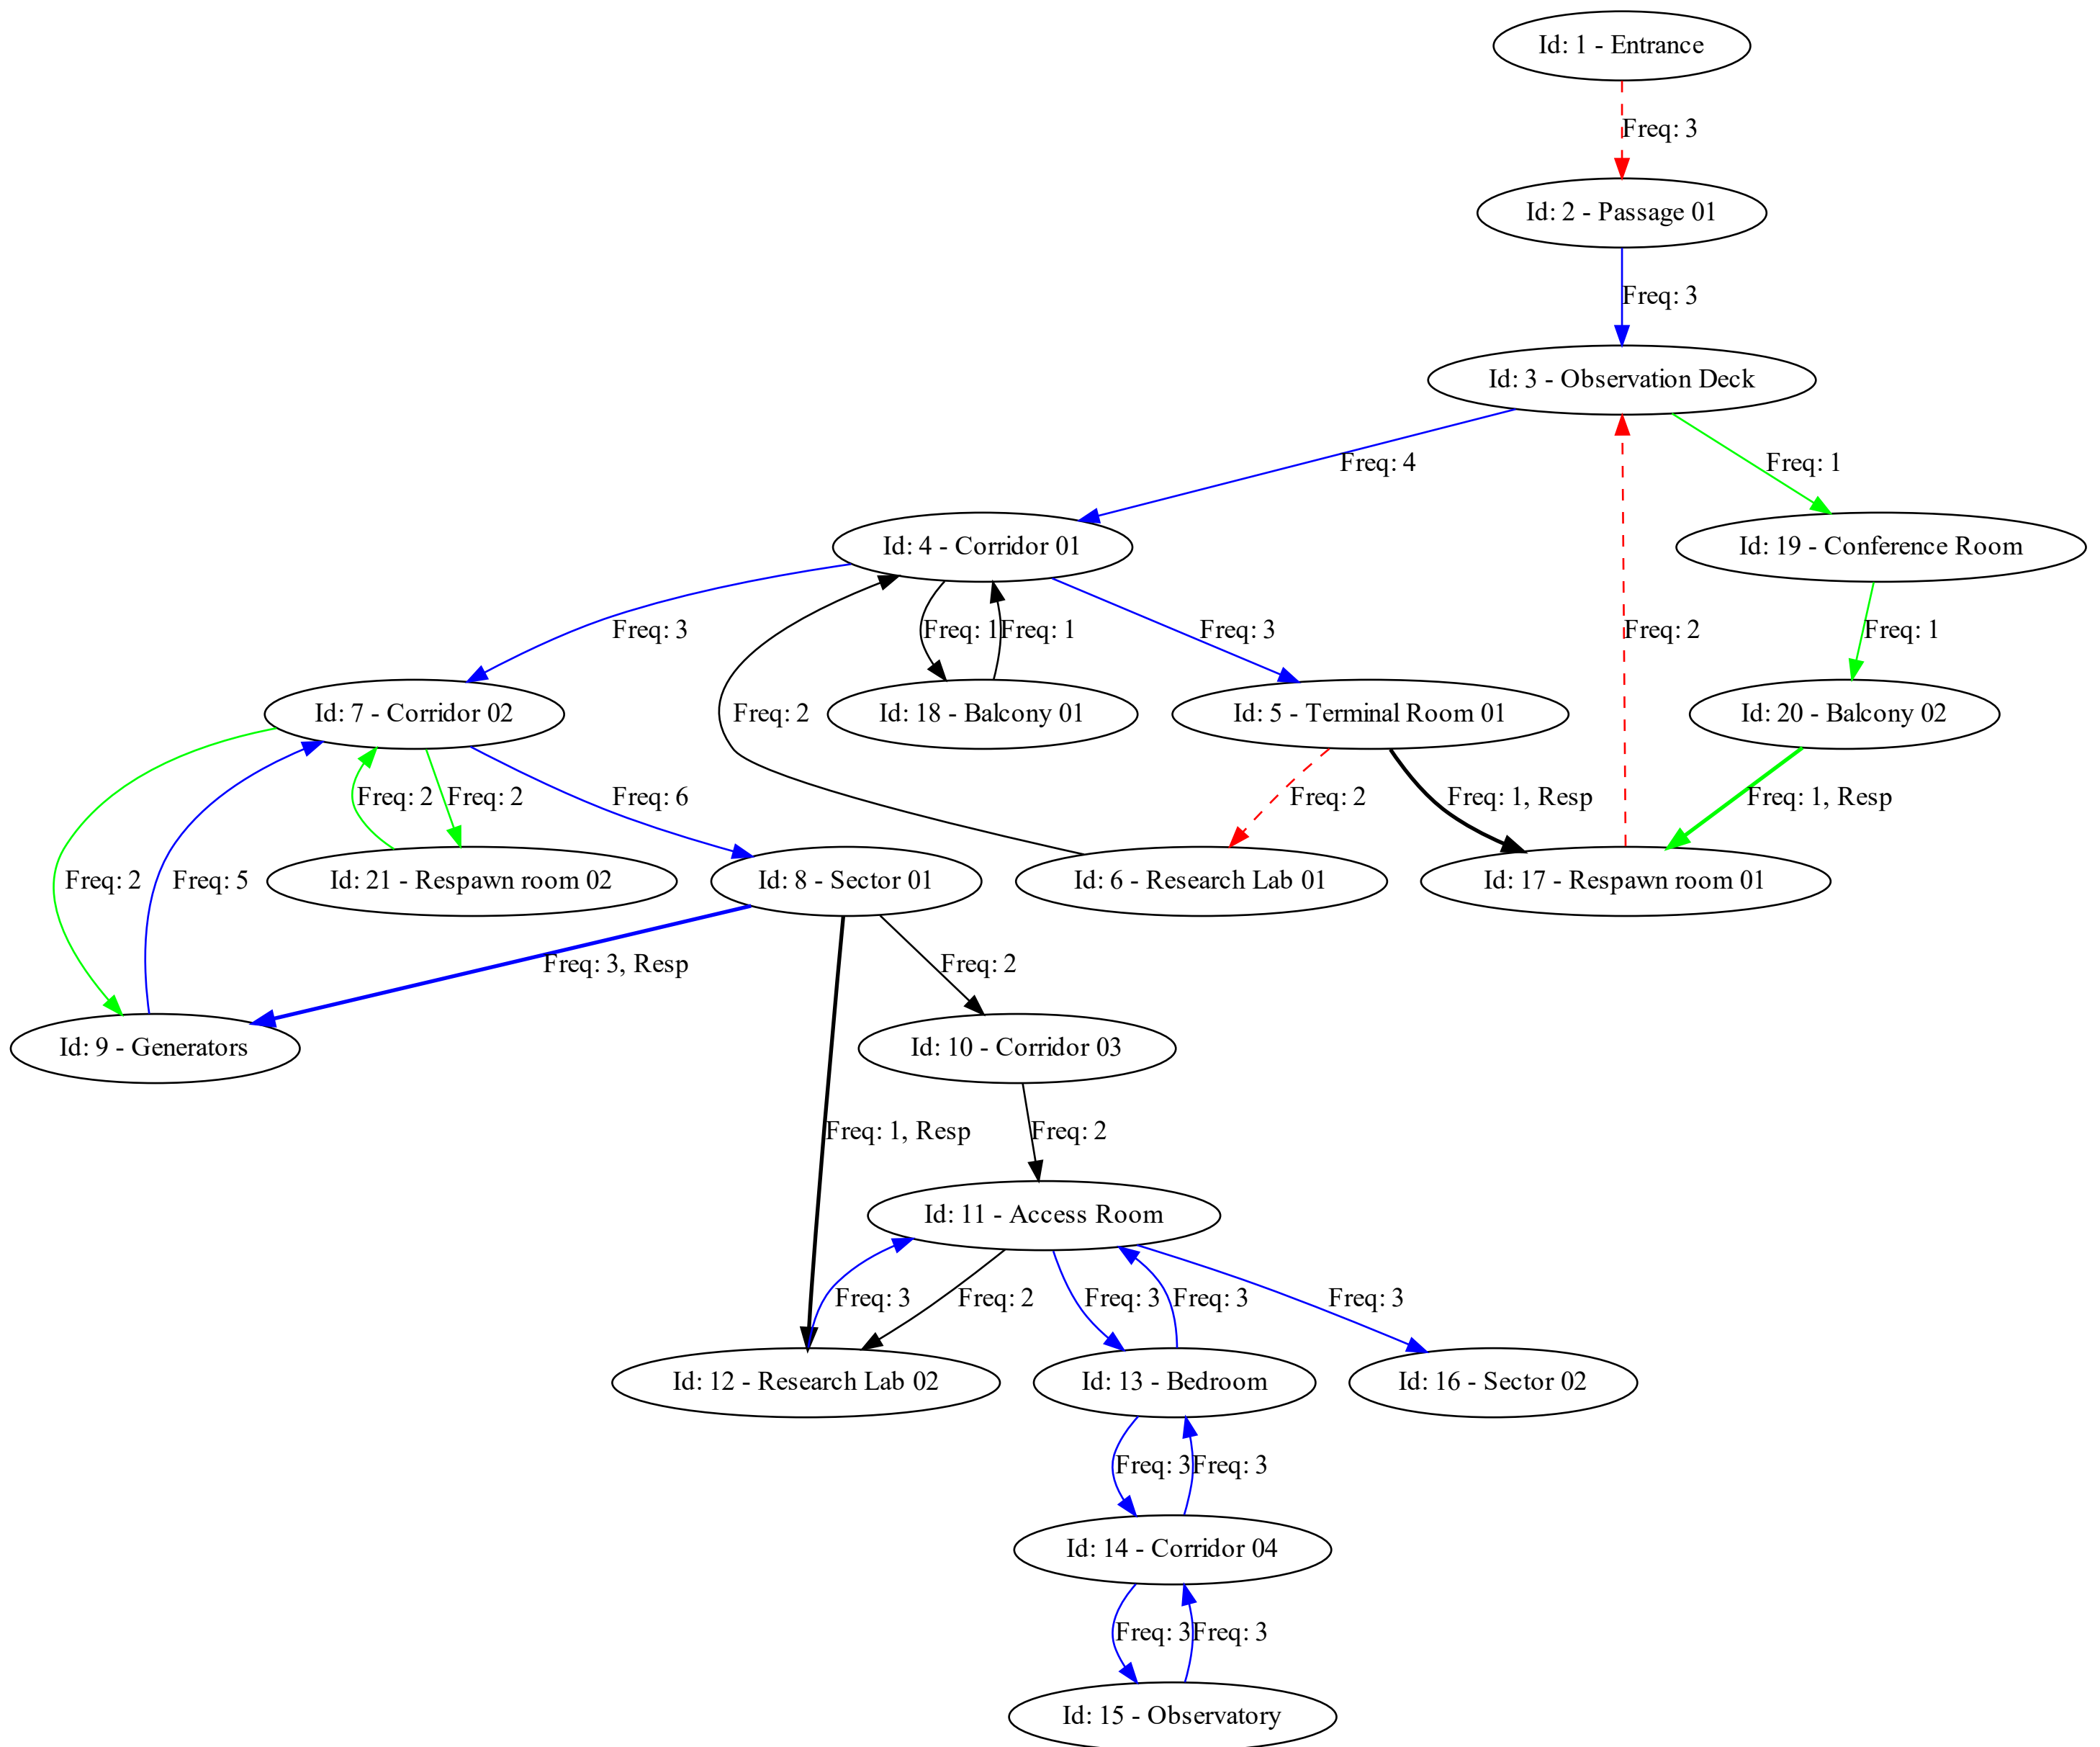 Id: 1 - Entrance
Freq: 3
Id: 2 - Passage 01
Freq: 3
Id: 3 - Observation Deck
Freq: 4
Freq: 1
Id: 4 - Corridor 01
Id: 19 - Conference Room
Freq: 3
Freq: 1
Freq: 1
Freq: 3
Freq: 2
Freq: 1
Id: 7 - Corridor 02
Freq: 2
Id: 18 - Balcony 01
Id: 5 - Terminal Room 01
Id: 20 - Balcony 02
Freq: 2
Freq: 2
Freq: 6
Freq: 2
Freq: 1, Resp
Freq: 1, Resp
Freq: 2
Freq: 5
Id: 21 - Respawn room 02
Id: 8 - Sector 01
Id: 6 - Research Lab 01
Id: 17 - Respawn room 01
Freq: 3, Resp
Freq: 2
Id: 9 - Generators
Id: 10 - Corridor 03
Freq: 1, Resp
Freq: 2
Id: 11 - Access Room
Freq: 3
Freq: 2
Freq: 3
Freq: 3
Freq: 3
Id: 12 - Research Lab 02
Id: 13 - Bedroom
Id: 16 - Sector 02
Freq: 3
Freq: 3
Id: 14 - Corridor 04
Freq: 3
Freq: 3
Id: 15 - Observatory